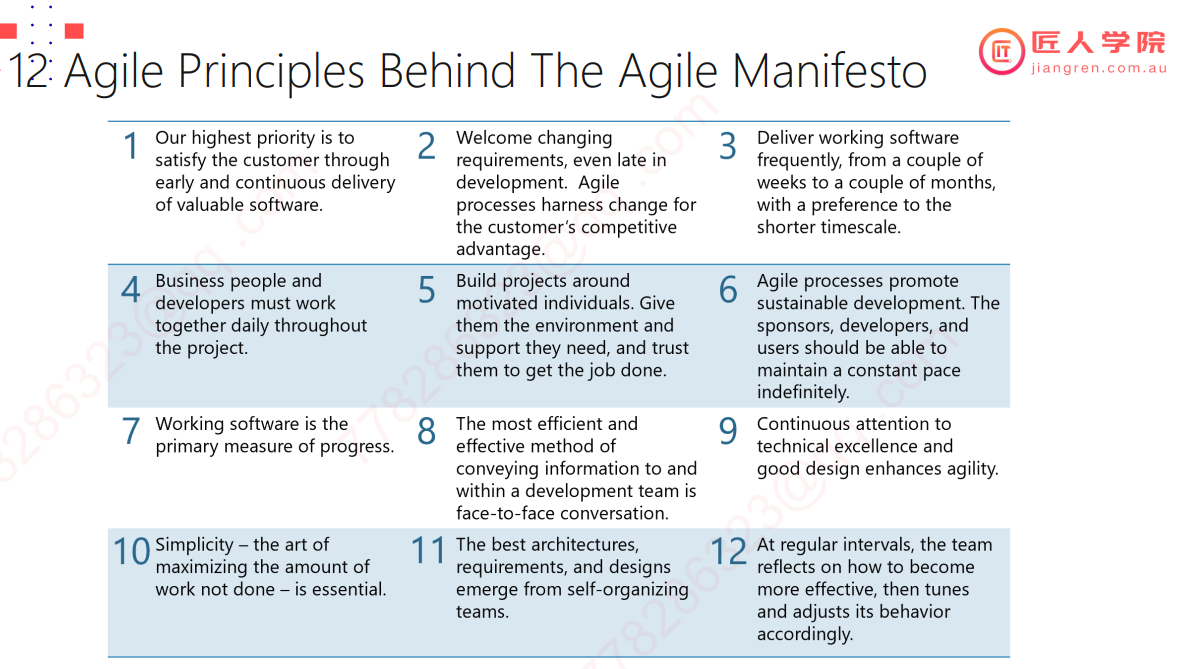 12 Agile Principles Behind The Agile Manifesto
IT
匠人学院
jiangren.com.au
1
Our highest priority is to
satisfy the customer through
early and continuous delivery
of valuable software.
2
Welcome changing
requirements, even late in
development.  Agile
processes harness change for
the customer’s competitive
advantage.
3
Deliver working software
frequently, from a couple of
weeks to a couple of months,
with a preference to the
shorter timescale.
4
Business people and
developers must work
together daily throughout
the project.
5
Build projects around
motivated individuals. Give
them the environment and
support they need, and trust
them to get the job done.
6
Agile processes promote
sustainable development. The
sponsors, developers, and
users should be able to
maintain a constant pace
indefinitely.
7
Working software is the
primary measure of progress.
8
The most efficient and
effective method of
conveying information to and
within a development team is
face-to-face conversation.
9
Continuous attention to
technical excellence and
good design enhances agility.
10
Simplicity – the art of
maximizing the amount of
work not done – is essential.
11
The best architectures,
requirements, and designs
emerge from self-organizing
teams.
12
At regular intervals, the team
reflects on how to become
more effective, then tunes
and adjusts its behavior
accordingly.